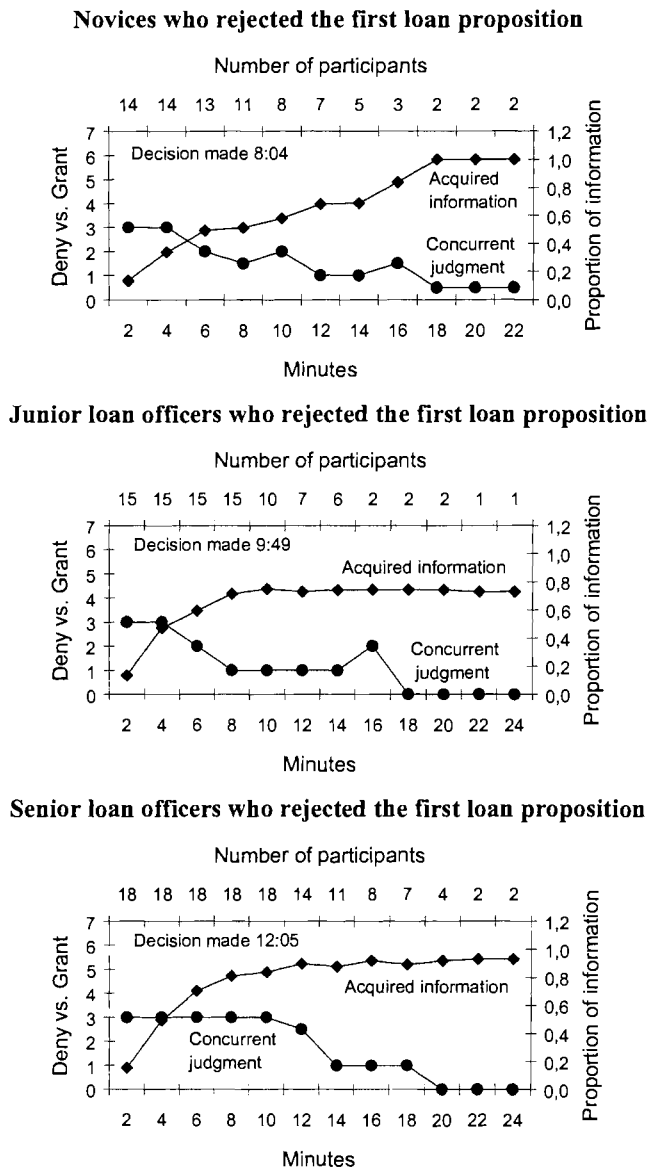 Novices who rejected the first loan proposition
Number of participants
14 14 13 11 8 7 5 3 2 2 2
7 1,2
6 1,0
5 0,8
4 0,6
3 0,4
2 0,2
1 0,0
0
Deny vs. Grant
Decision made 8:04
Acquired
information
Concurrent
judgment
Proportion of information
2 4 6 8 10 12 14 16 18 20 22
Minutes
Junior loan officers who rejected the first loan proposition
Number of participants
15 15 15 15 10 7 6 2 2 2 1 1
7 1,2
6 1,0
5 0,8
4 0,6
3 0,4
2 0,2
1 0,0
0
Deny vs. Grant
Decision made 9:49
Acquired information
Concurrent
judgment
Proportion of information
2 4 6 8 10 12 14 16 18 20 22 24
Minutes
Senior loan officers who rejected the first loan proposition
Number of participants
18 18 18 18 18 14 11 8 7 4 2 2
7 1,2
6 1,0
5 0,8
4 0,6
3 0,4
2 0,2
1 0,0
0
Deny vs. Grant
Decision made 12:05
Acquired information
Concurrent
judgment
Proportion of information
2 4 6 8 10 12 14 16 18 20 22 24
Minutes